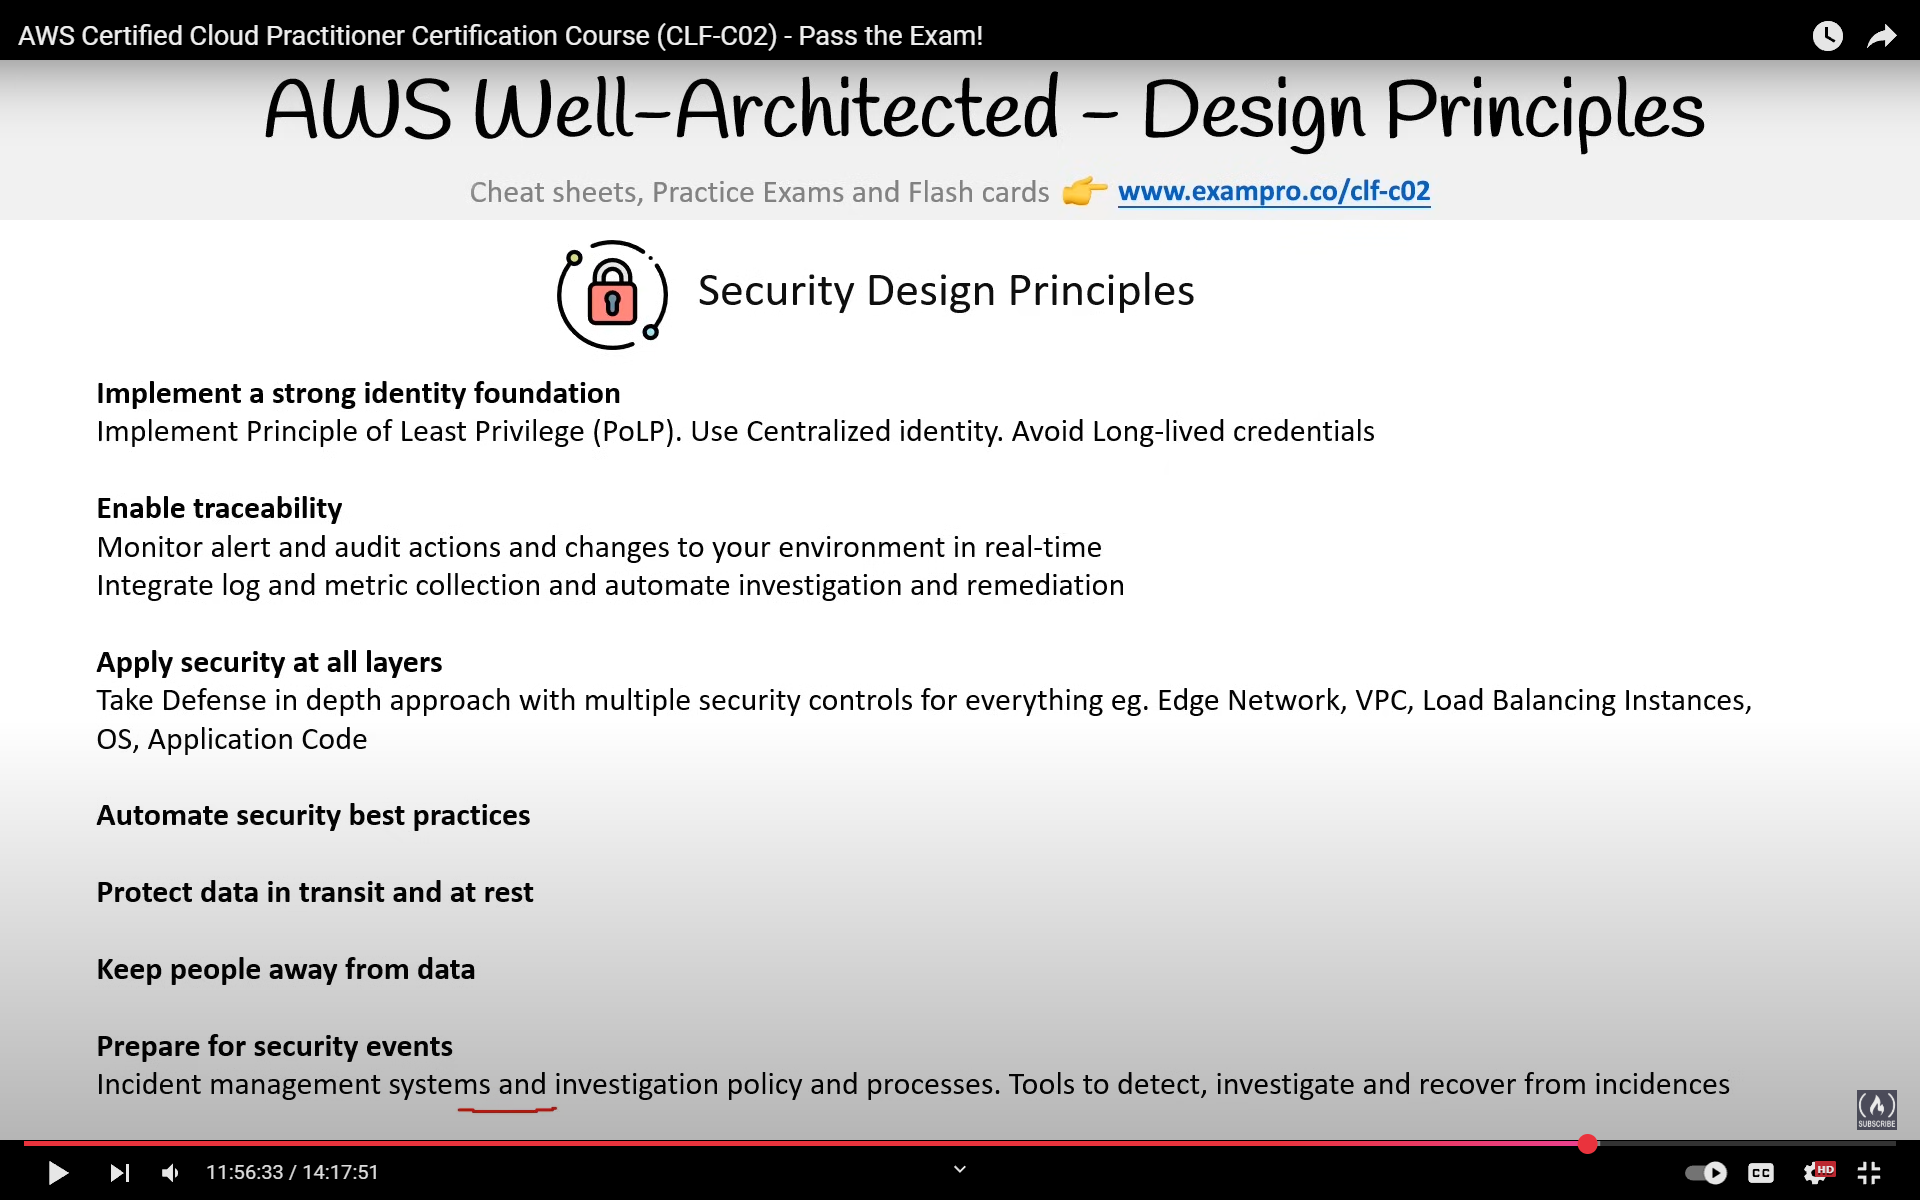 AWS Certified Cloud Practitioner Certification Course (CLF-C02) - Pass the Exam!
AWS Well-Architected - Design Principles
Cheat sheets, Practice Exams and Flash cards 👉 www.exampro.co/clf-c02
Security Design Principles
Implement a strong identity foundation
Implement Principle of Least Privilege (PoLP). Use Centralized identity. Avoid Long-lived credentials
Enable traceability
Monitor alert and audit actions and changes to your environment in real-time
Integrate log and metric collection and automate investigation and remediation
Apply security at all layers
Take Defense in depth approach with multiple security controls for everything eg. Edge Network, VPC, Load Balancing Instances,
OS, Application Code
Automate security best practices
Protect data in transit and at rest
Keep people away from data
Prepare for security events
Incident management systems and investigation policy and processes. Tools to detect, investigate and recover from incidences
SUBSCRIBE
11:56:33 / 14:17:51
CC
HD